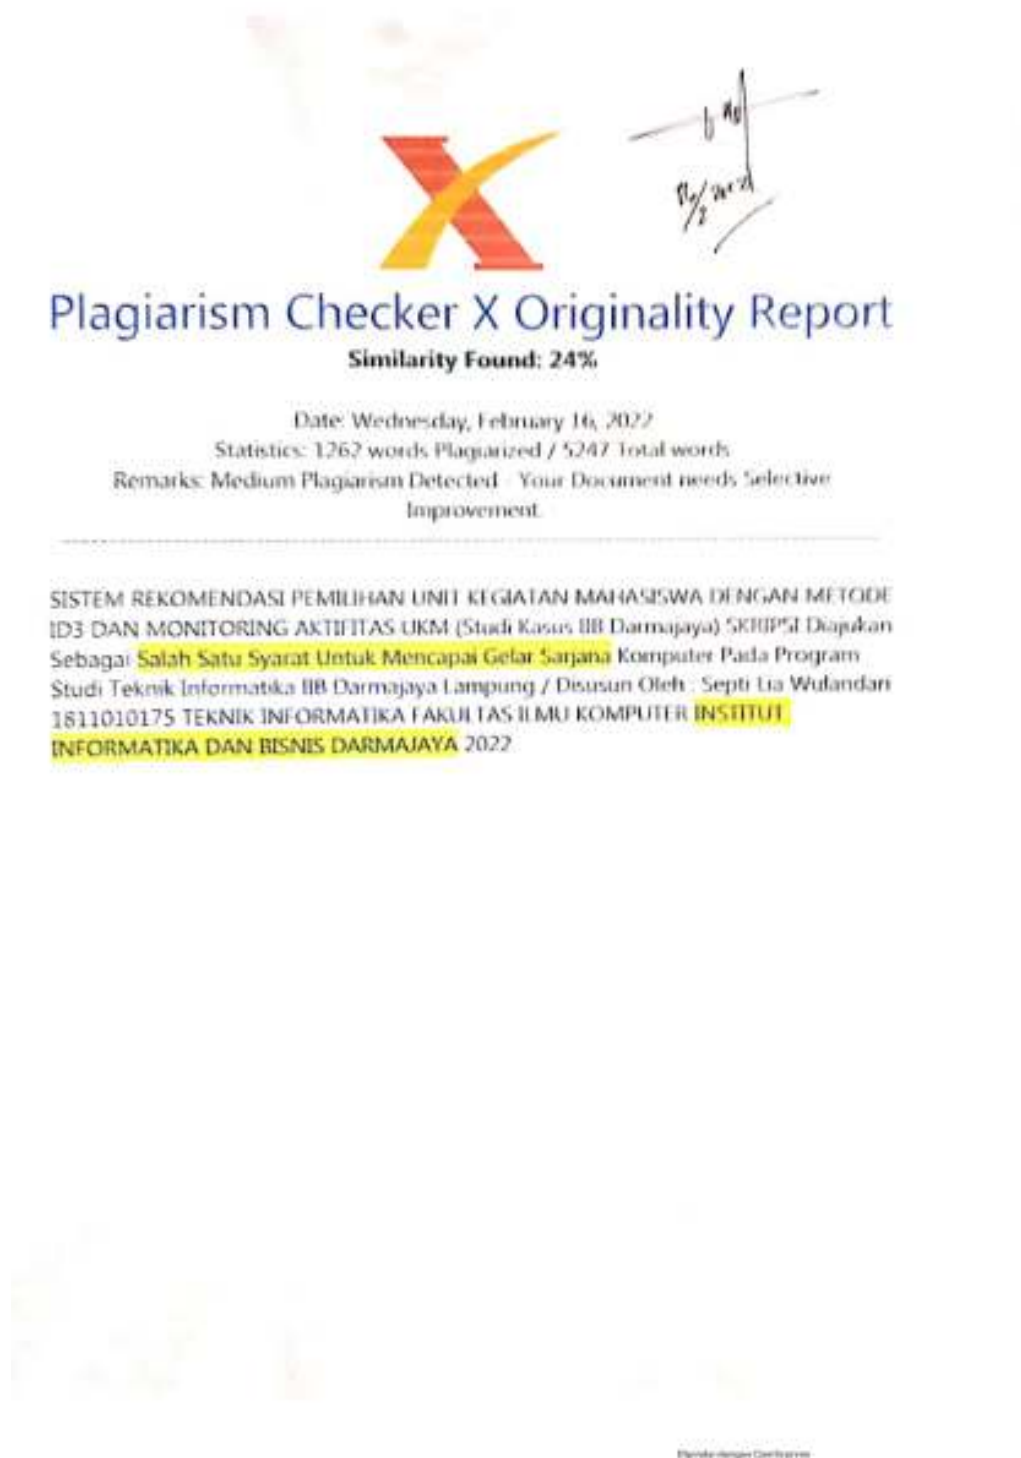 Plagiarism Checker X Originality Report
Similarity Found: 24%
Date: Wednesday, February 16, 2022
Statistics: 1262 words Plagiarized / 5247 Total words
Remarks: Medium Plagiarism Detected - Your Document needs Selective
Improvement.
SISTEM REKOMENDASI PEMILIHAN UNIT KEGIATAN MAHASISWA DENGAN METODE
ID3 DAN MONITORING AKTIFITAS UKM (Studi Kasus IIB Darmajaya) SKRIPSI Diajukan
Sebagai Salah Satu Syarat Untuk Mencapai Gelar Sarjana Komputer Pada Program
Studi Teknik Informatika IIB Darmajaya Lampung / Disusun Oleh : Septi Lia Wulandari
1811010175 TEKNIK INFORMATIKA FAKULTAS ILMU KOMPUTER INSTITUT
INFORMATIKA DAN BISNIS DARMAJAYA 2022